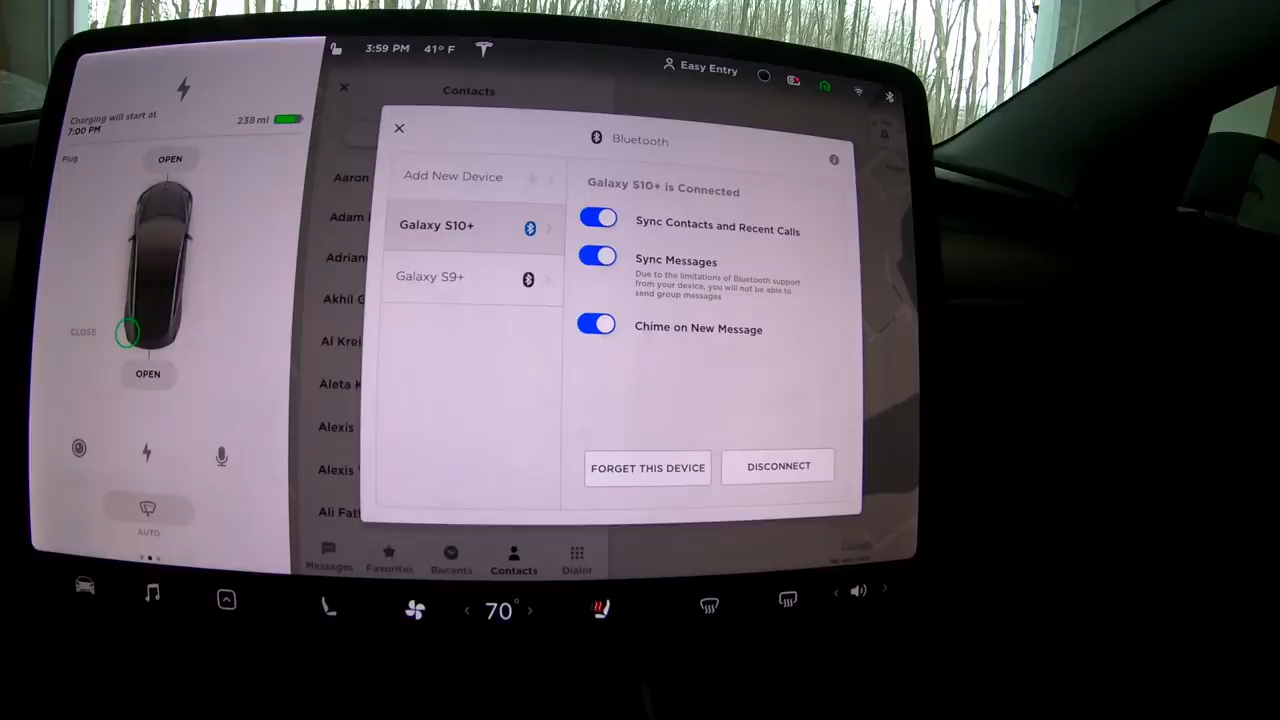 3:59 PM 41° F
Easy Entry
Charging will start at
7:00 PM
238 mi
Plug
OPEN
CLOSE
OPEN
AUTO
Contacts
Aaron
Adam
Adrian
Akhil G
Al Krei
Aleta K
Alexis
Alexis
Ali Fat
Bluetooth
Add New Device
Galaxy S10+
Galaxy S9+
Galaxy S10+ is Connected
Sync Contacts and Recent Calls
Sync Messages
Due to the limitations of Bluetooth support
from your device, you will not be able to
send group messages
Chime on New Message
FORGET THIS DEVICE
DISCONNECT
Messages
Favorites
Recents
Contacts
Dialer
Google
70°